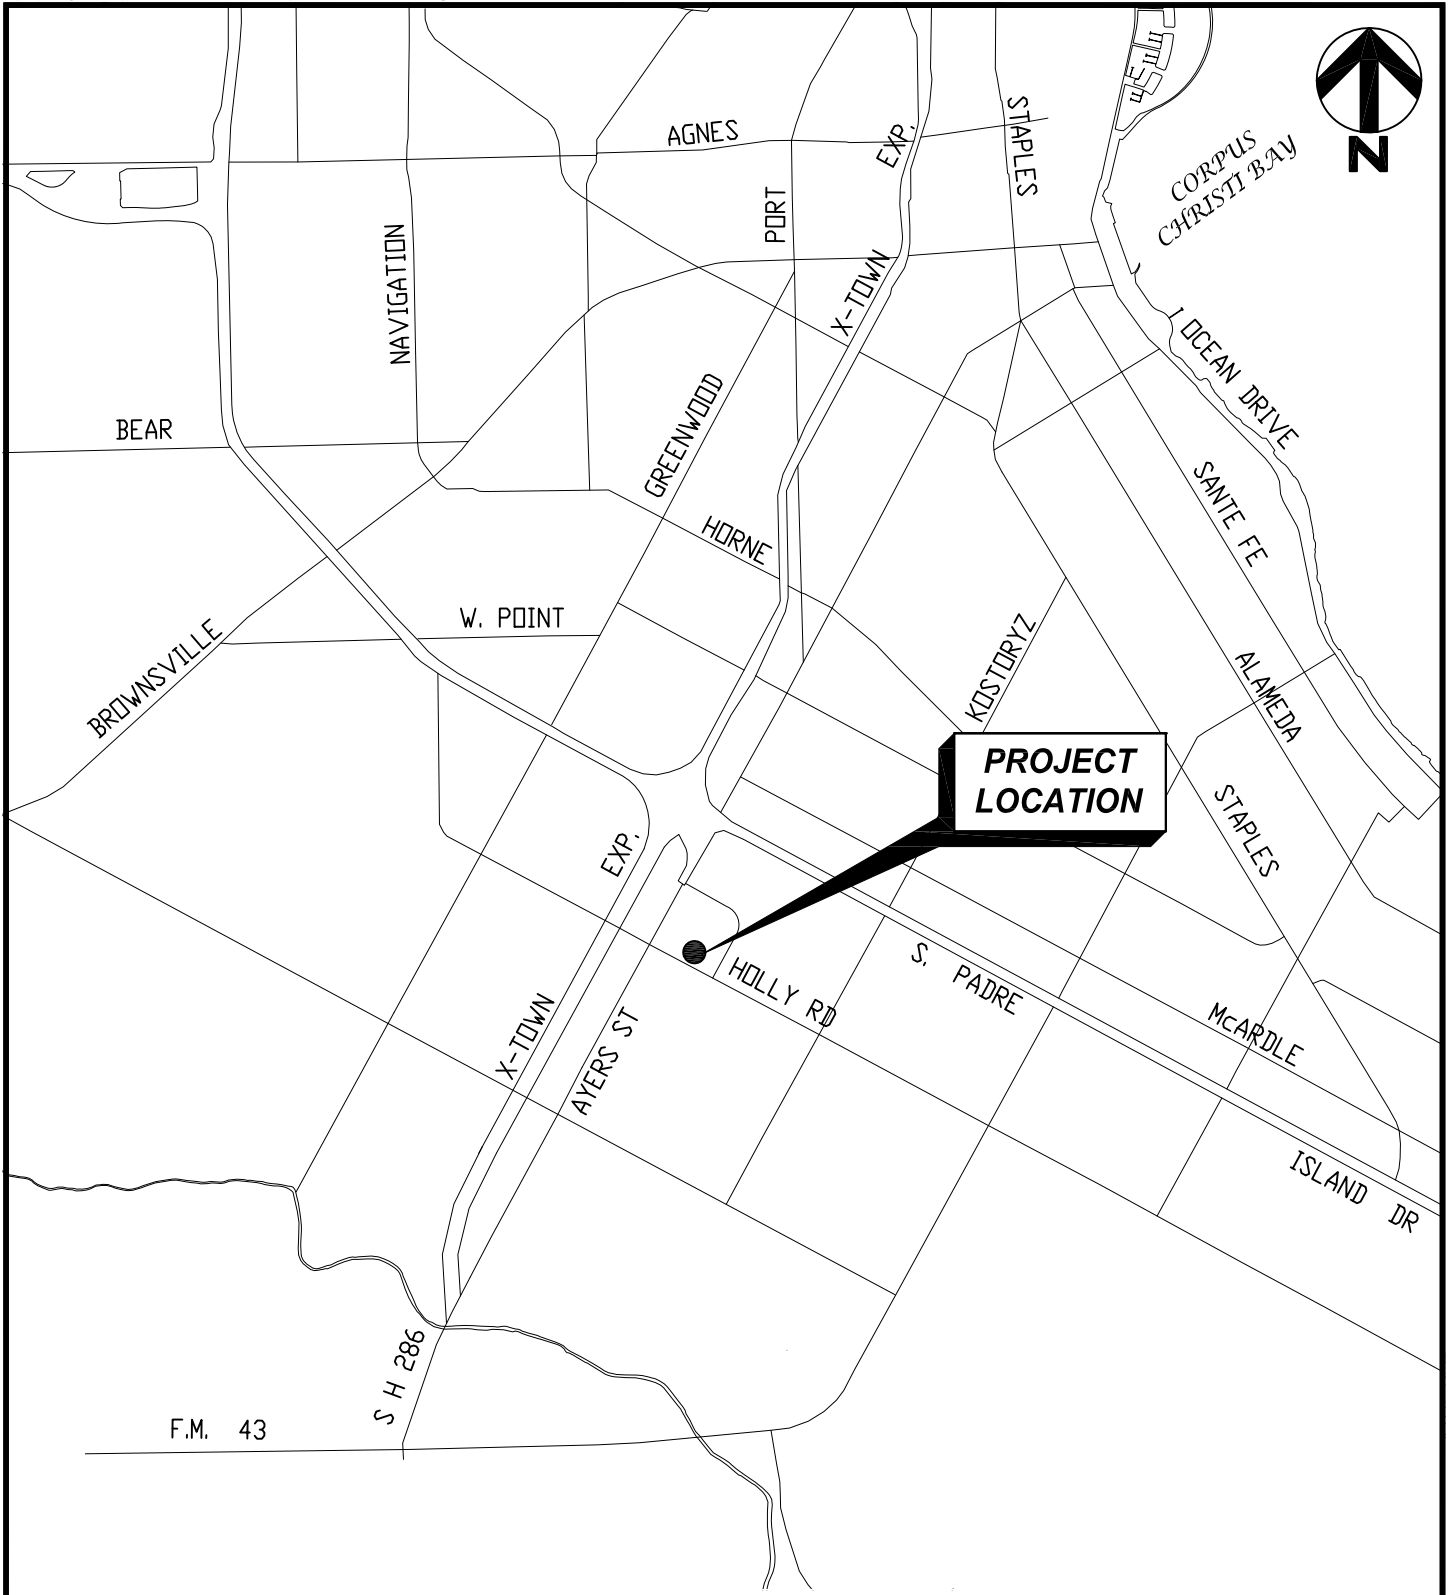 AGNES
EXP.
STAPLES
CORPUS
CHRISTI BAY
N
PORT
NAVIGATION
X-TOWN
OCEAN DRIVE
GREENWOOD
BEAR
SANTE FE
HORNE
W. POINT
KOSTORYZ
BROWNSVILLE
ALAMEDA
PROJECT
LOCATION
STAPLES
EXP.
S. PADRE
HOLLY RD
X-TOWN
AYERS ST
McARDLE
ISLAND DR
S H 286
F.M. 43